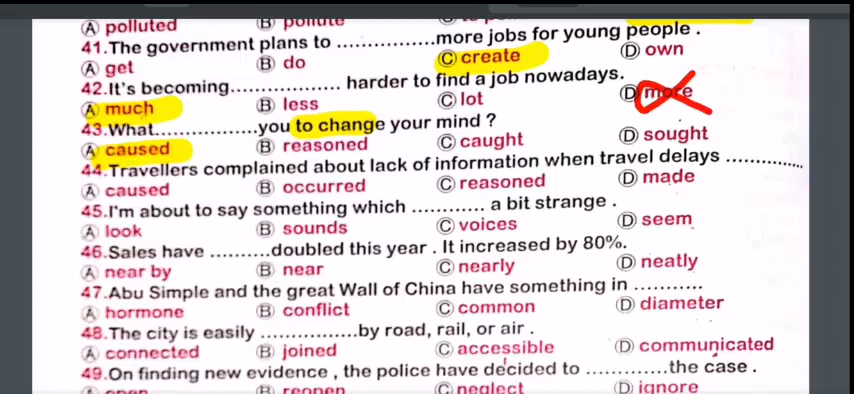 Ⓐ polluted Ⓑ pollute Ⓒ
41.The government plans to ................more jobs for young people .
Ⓐ get Ⓑ do Ⓒ create Ⓓ own
42.It's becoming.................. harder to find a job nowadays.
Ⓐ much Ⓑ less Ⓒ lot Ⓓ more
43.What.................you to change your mind ?
Ⓐ caused Ⓑ reasoned Ⓒ caught Ⓓ sought
44.Travellers complained about lack of information when travel delays ..............
Ⓐ caused Ⓑ occurred Ⓒ reasoned Ⓓ made
45.I'm about to say something which ............ a bit strange .
Ⓐ look Ⓑ sounds Ⓒ voices Ⓓ seem
46.Sales have ..........doubled this year . It increased by 80%.
Ⓐ near by Ⓑ near Ⓒ nearly Ⓓ neatly
47.Abu Simple and the great Wall of China have something in ...........
Ⓐ hormone Ⓑ conflict Ⓒ common Ⓓ diameter
48.The city is easily ................by road, rail, or air .
Ⓐ connected Ⓑ joined Ⓒ accessible Ⓓ communicated
49.On finding new evidence , the police have decided to .............the case .
Ⓐ open Ⓑ reopen Ⓒ neglect Ⓓ ignore